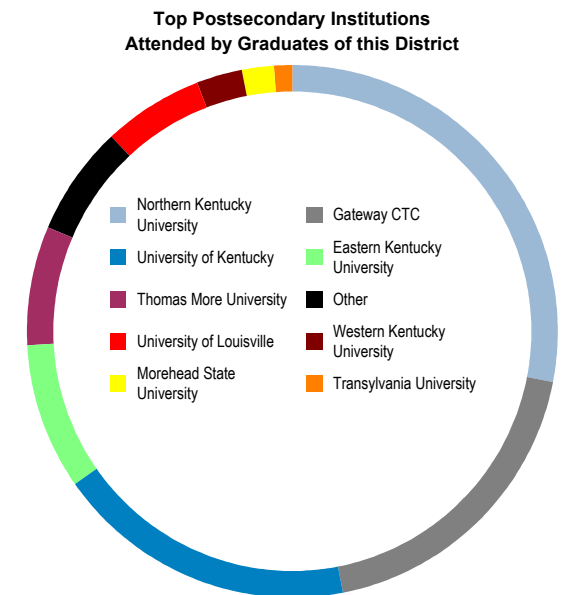 Top Postsecondary Institutions
Attended by Graduates of this District
Northern Kentucky
University
Gateway CTC
University of Kentucky
Eastern Kentucky
University
Thomas More University
Other
University of Louisville
Western Kentucky
University
Morehead State
University
Transylvania University